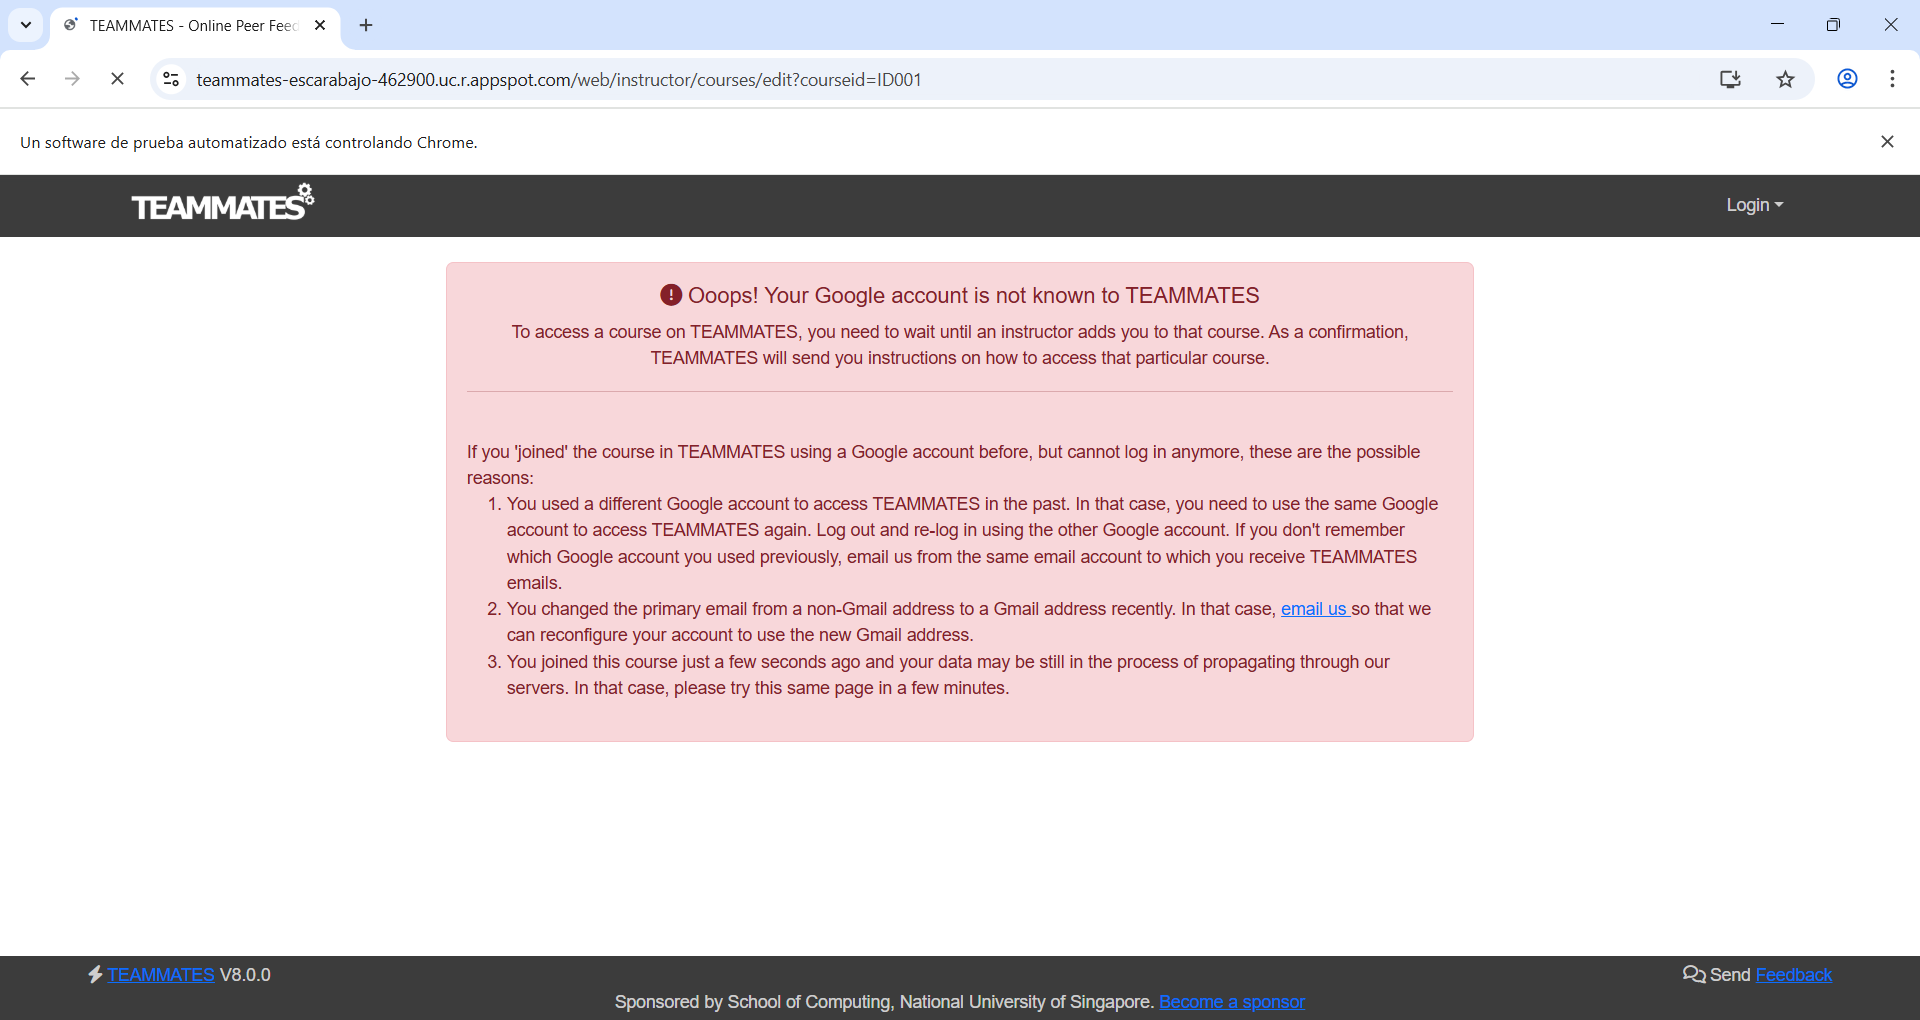 TEAMMATES - Online Peer Feed
teammates-escarabajo-462900.uc.r.appspot.com/web/instructor/courses/edit?courseid=ID001
Un software de prueba automatizado está controlando Chrome.
TEAMMATES
Login
Ooops! Your Google account is not known to TEAMMATES
To access a course on TEAMMATES, you need to wait until an instructor adds you to that course. As a confirmation,
TEAMMATES will send you instructions on how to access that particular course.
If you 'joined' the course in TEAMMATES using a Google account before, but cannot log in anymore, these are the possible
reasons:
1. You used a different Google account to access TEAMMATES in the past. In that case, you need to use the same Google
account to access TEAMMATES again. Log out and re-log in using the other Google account. If you don't remember
which Google account you used previously, email us from the same email account to which you receive TEAMMATES
emails.
2. You changed the primary email from a non-Gmail address to a Gmail address recently. In that case, email us so that we
can reconfigure your account to use the new Gmail address.
3. You joined this course just a few seconds ago and your data may be still in the process of propagating through our
servers. In that case, please try this same page in a few minutes.
TEAMMATES V8.0.0
Send Feedback
Sponsored by School of Computing, National University of Singapore. Become a sponsor